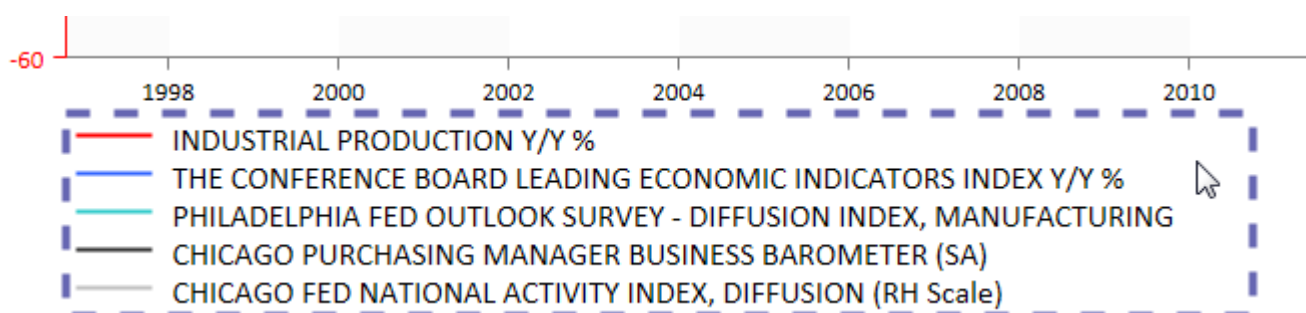 -60
1998 2000 2002 2004 2006 2008 2010
INDUSTRIAL PRODUCTION Y/Y %
THE CONFERENCE BOARD LEADING ECONOMIC INDICATORS INDEX Y/Y %
PHILADELPHIA FED OUTLOOK SURVEY - DIFFUSION INDEX, MANUFACTURING
CHICAGO PURCHASING MANAGER BUSINESS BAROMETER (SA)
CHICAGO FED NATIONAL ACTIVITY INDEX, DIFFUSION (RH Scale)